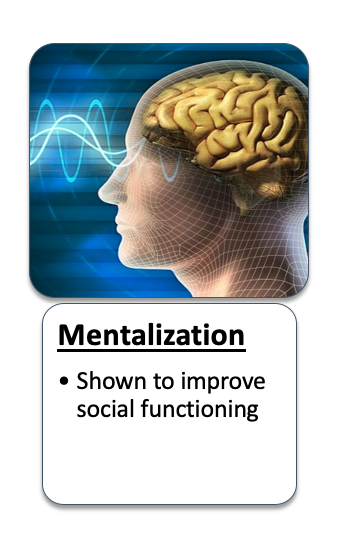 Mentalization
• Shown to improve
social functioning